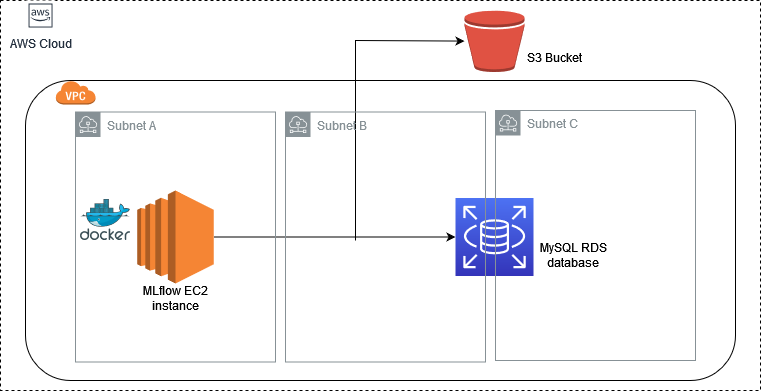 aws
AWS Cloud
S3 Bucket
VPC
Subnet A
Subnet B
Subnet C
docker
MLflow EC2
instance
MySQL RDS
database